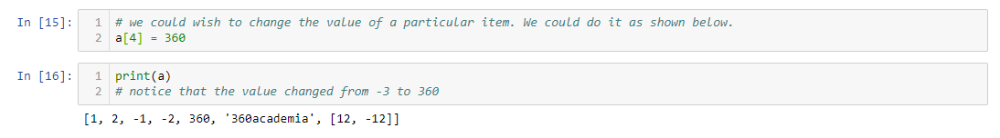 In [15]: 1 # we could wish to change the value of a particular item. We could do it as shown below.
2 a[4] = 360
In [16]: 1 print(a)
2 # notice that the value changed from -3 to 360
[1, 2, -1, -2, 360, '360academia', [12, -12]]